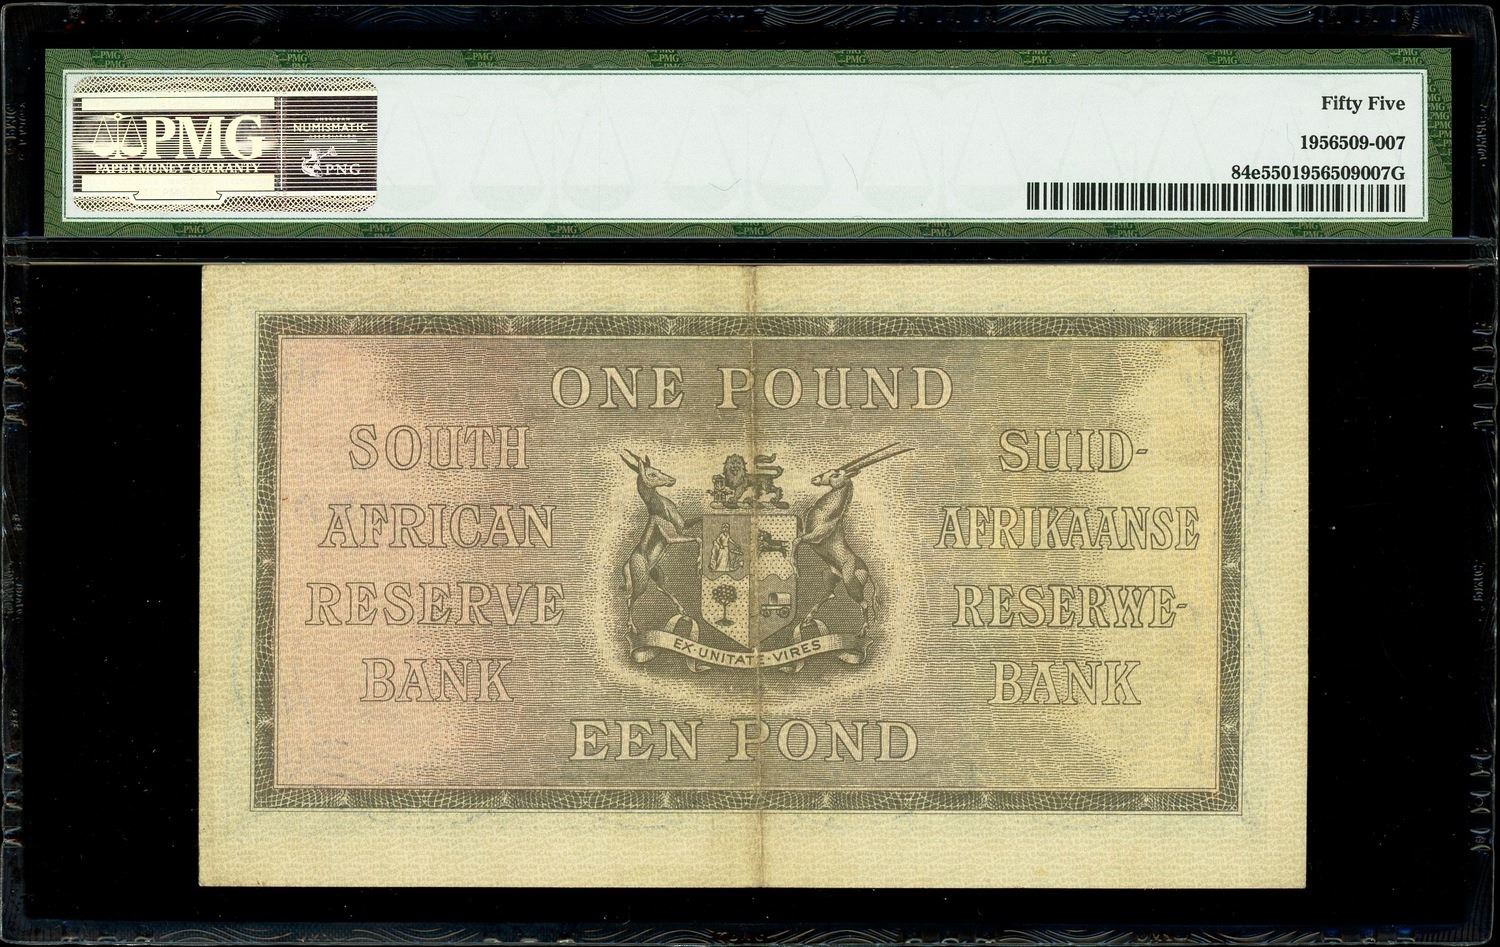 PMG
PAPER MONEY GUARANTY
NUMISMATIC
PNG
Fifty Five
1956509-007
84e5501956509007G
ONE POUND
SOUTH
AFRICAN
RESERVE
BANK
SUID-
AFRIKAANSE
RESERWE-
BANK
EX·UNITATE·VIRES
EEN POND